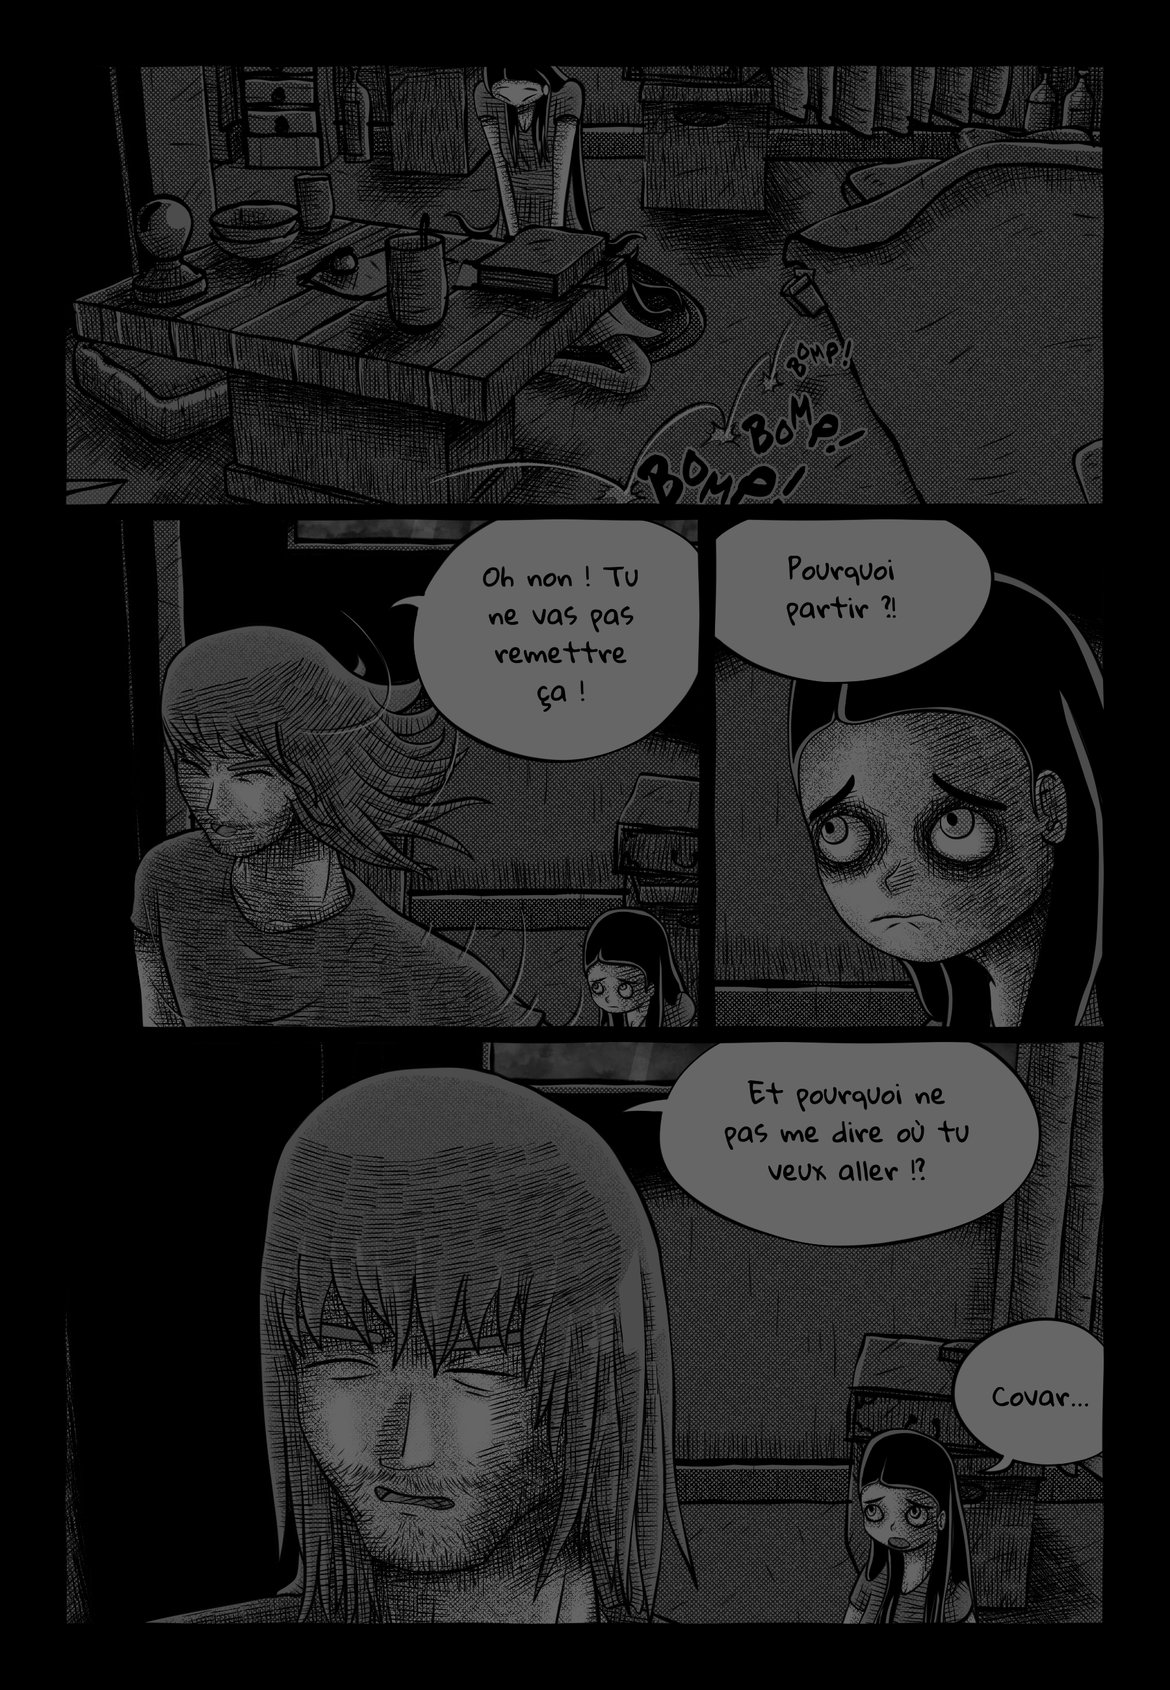 BOMP!
BOMP!
BOMP!
Oh non ! Tu
ne vas pas
remettre
ça !
Pourquoi
partir ?!
Et pourquoi ne
pas me dire où tu
veux aller !?
Covar...